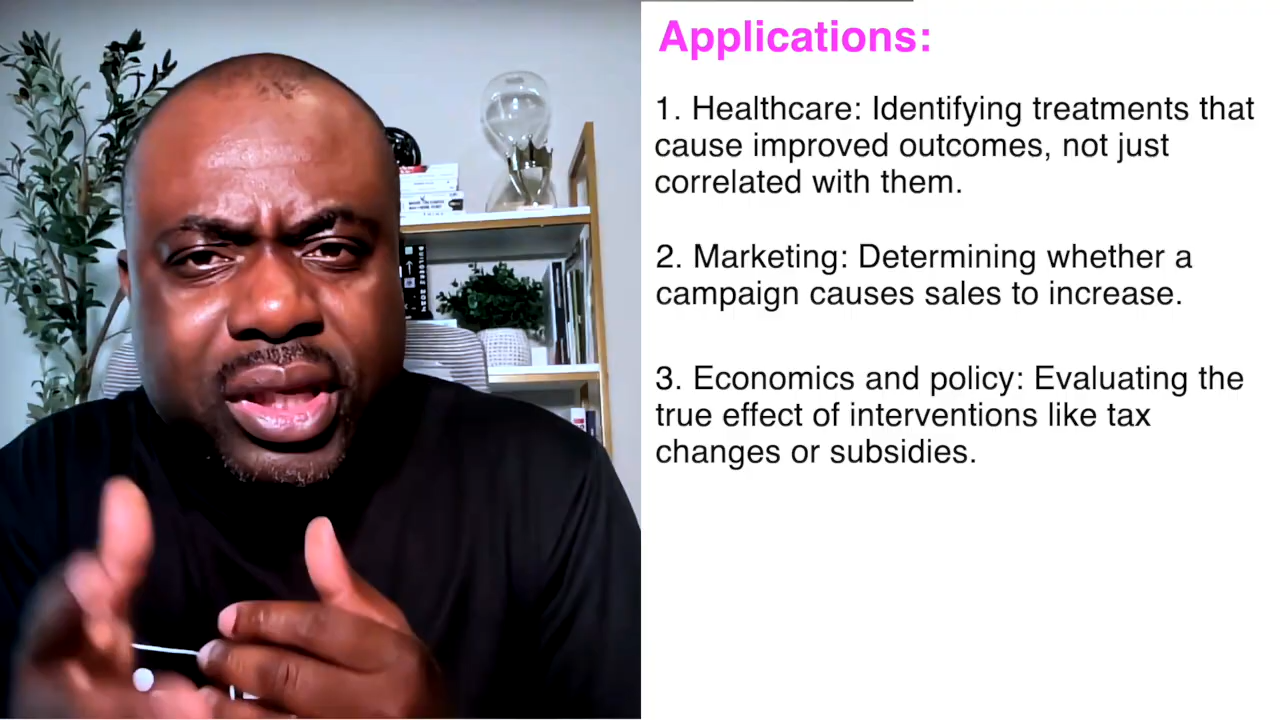 Applications:
1. Healthcare: Identifying treatments that
cause improved outcomes, not just
correlated with them.
2. Marketing: Determining whether a
campaign causes sales to increase.
3. Economics and policy: Evaluating the
true effect of interventions like tax
changes or subsidies.